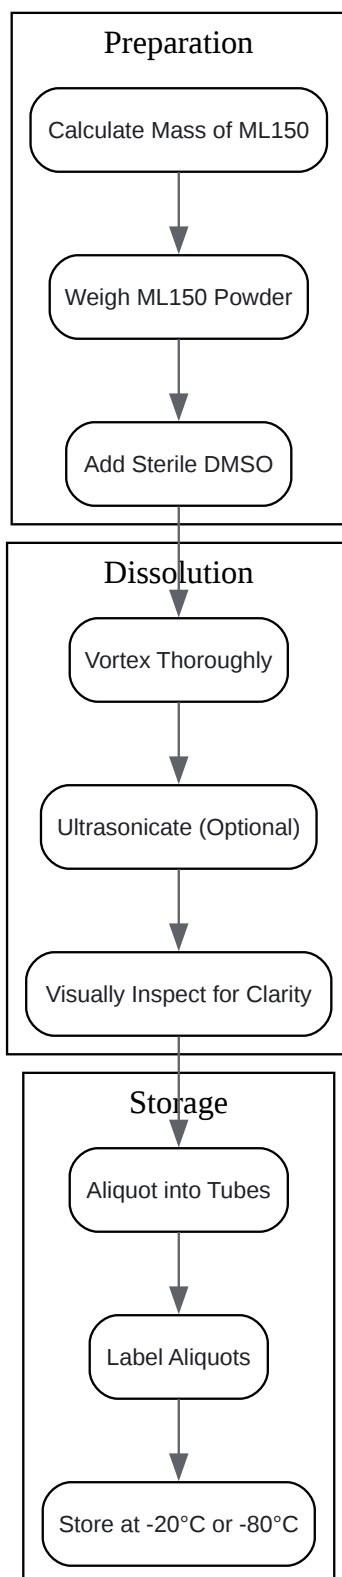 Preparation
Calculate Mass of ML150
Weigh ML150 Powder
Add Sterile DMSO
Dissolution
Vortex Thoroughly
Ultrasonicate (Optional)
Visually Inspect for Clarity
Storage
Aliquot into Tubes
Label Aliquots
Store at -20°C or -80°C